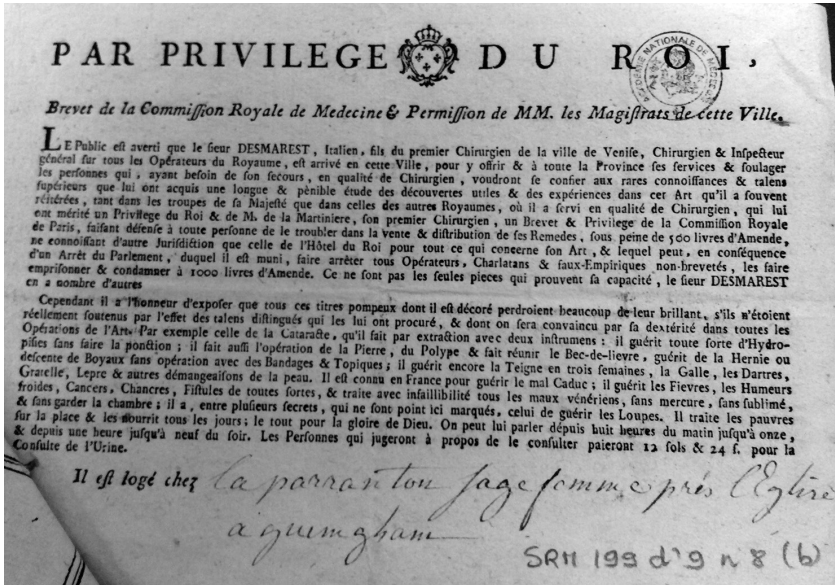 PAR PRIVILEGE DU ROI,
ACADÉMIE NATIONALE DE MÉDECINE
Brevet de la Commiſſion Royale de Medecine & Permiſſion de MM. les Magiſtrats de cette Ville.
LE Public eſt averti que le ſieur DESMAREST, Italien, fils du premier Chirurgien de la ville de Veniſe, Chirurgien & Inſpecteur
général ſur tous les Opérateurs du Royaume, eſt arrivé en cette Ville, pour y offrir & à toute la Province ſes ſervices & ſoulager
les perſonnes qui, ayant beſoin de ſon ſecours, en qualité de Chirurgien, voudront ſe confier aux rares connoiſſances & talens
ſupérieurs que lui ont acquis une longue & pénible étude des découvertes utiles & des expériences dans cet Art qu'il a ſouvent
réitérées, tant dans les troupes de ſa Majeſté que dans celles des autres Royaumes, où il a ſervi en qualité de Chirurgien, qui lui
ont mérité un Privilege du Roi & de M. de la Martiniere, ſon premier Chirurgien, un Brevet & Privilege de la Commiſſion Royale
de Paris, faiſant défenſe à toute perſonne de le troubler dans la vente & diſtribution de ſes Remedes, ſous peine de 500 livres d'Amende,
ne connoiſſant d'autre Juriſdiction que celle de l'Hôtel du Roi pour tout ce qui concerne ſon Art, & lequel peut, en conſéquence
d'un Arrêt du Parlement, duquel il eſt muni, faire arrêter tous Opérateurs, Charlatans & faux-Empiriques non-brevetés, les faire
empriſonner & condamner à 1000 livres d'Amende. Ce ne ſont pas les ſeules pieces qui prouvent ſa capacité, le ſieur DESMAREST
en a nombre d'autres
Cependant il a l'honneur d'expoſer que tous ces titres pompeux dont il eſt décoré perdroient beaucoup de leur brillant, s'ils n'étoient
réellement ſoutenus par l'effet des talens diſtingués qui les lui ont procuré, & dont on ſera convaincu par ſa dextérité dans toutes les
Opérations de l'Art. Par exemple celle de la Cataracte, qu'il fait par extraction avec deux inſtrumens : il guérit toute ſorte d'Hydro-
piſies ſans faire la ponction ; il fait auſſi l'opération de la Pierre, du Polype & fait réunir le Bec-de-lievre, guérit de la Hernie ou
deſcente de Boyaux ſans opération avec des Bandages & Topiques ; il guérit encore la Teigne en trois ſemaines, la Galle, les Dartres,
Gratelle, Lepre & autres démangeaiſons de la peau. Il eſt connu en France pour guérir le mal Caduc ; il guérit les Fievres, les Humeurs
froides, Cancers, Chancres, Fiſtules de toutes ſortes, & traite avec infaillibilité tous les maux vénériens, ſans mercure, ſans ſublimé,
& ſans garder la chambre ; il a, entre pluſieurs ſecrets, qui ne ſont point ici marqués, celui de guérir les Loupes. Il traite les pauvres
ſur la place & les nourrit tous les jours ; le tout pour la gloire de Dieu. On peut lui parler dépuis huit heures du matin juſqu'à onze,
& depuis une heure juſqu'à neuf du ſoir. Les Perſonnes qui jugeront à propos de le conſulter paieront 12 ſols & 24 ſ. pour la
Conſulte de l'Urine.
Il eſt logé chez la parranton ſage femme prés l'Egliſe
a guemgham
SRM 199 d'9 n 8 (b)